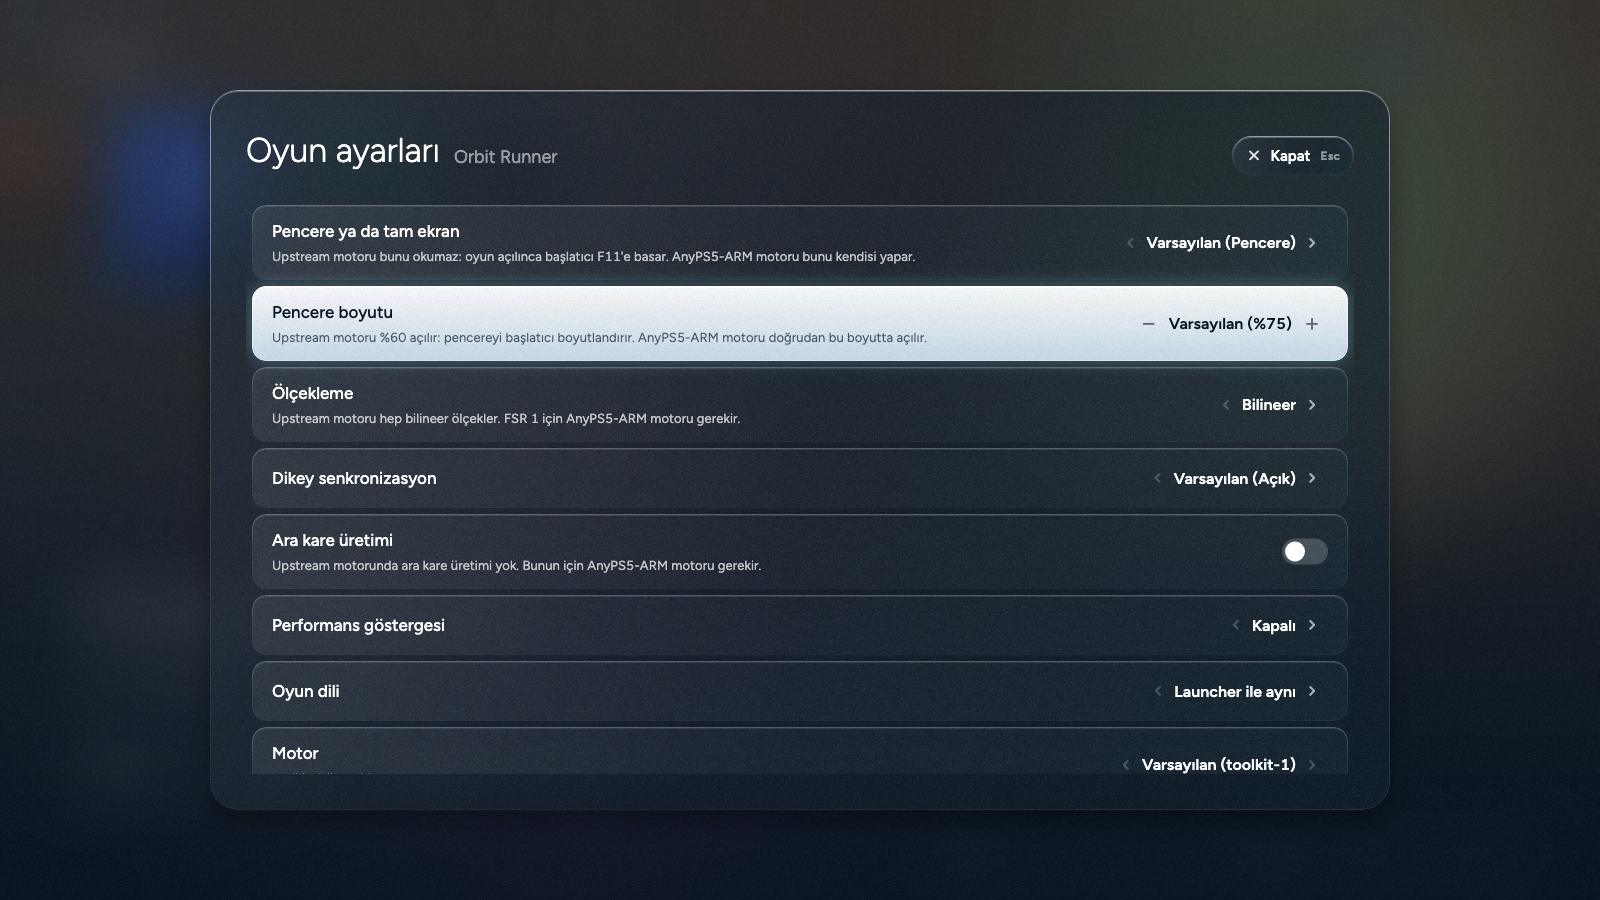 Oyun ayarları Orbit Runner
Kapat Esc
Pencere ya da tam ekran
Upstream motoru bunu okumaz: oyun açılınca başlatıcı F11'e basar. AnyPS5-ARM motoru bunu kendisi yapar.
Varsayılan (Pencere)
Pencere boyutu
Upstream motoru %60 açılır: pencereyi başlatıcı boyutlandırır. AnyPS5-ARM motoru doğrudan bu boyutta açılır.
Varsayılan (%75)
Ölçekleme
Upstream motoru hep bilineer ölçekler. FSR 1 için AnyPS5-ARM motoru gerekir.
Bilineer
Dikey senkronizasyon
Varsayılan (Açık)
Ara kare üretimi
Upstream motorunda ara kare üretimi yok. Bunun için AnyPS5-ARM motoru gerekir.
Performans göstergesi
Kapalı
Oyun dili
Launcher ile aynı
Motor
Varsayılan (toolkit-1)